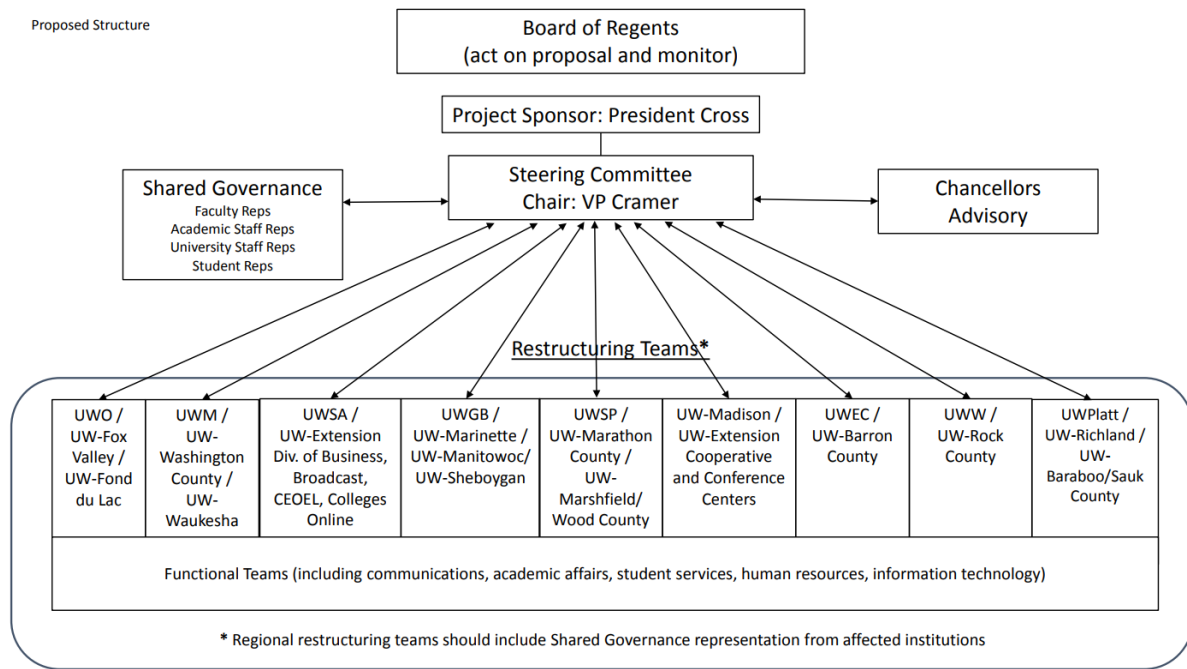 Proposed Structure
Board of Regents
(act on proposal and monitor)
Project Sponsor: President Cross
Steering Committee
Chair: VP Cramer
Shared Governance
Faculty Reps
Academic Staff Reps
University Staff Reps
Student Reps
Chancellors
Advisory
Restructuring Teams*
UWO /
UW-Fox
Valley /
UW-Fond
du Lac
UWM /
UW-
Washington
County /
UW-
Waukesha
UWSA /
UW-Extension
Div. of Business,
Broadcast,
CEOEL, Colleges
Online
UWGB /
UW-Marinette /
UW-Manitowoc/
UW-Sheboygan
UWSP /
UW-Marathon
County /
UW-
Marshfield/
Wood County
UW-Madison /
UW-Extension
Cooperative
and Conference
Centers
UWEC /
UW-Barron
County
UWW /
UW-Rock
County
UWPlatt /
UW-Richland /
UW-
Baraboo/Sauk
County
Functional Teams (including communications, academic affairs, student services, human resources, information technology)
* Regional restructuring teams should include Shared Governance representation from affected institutions